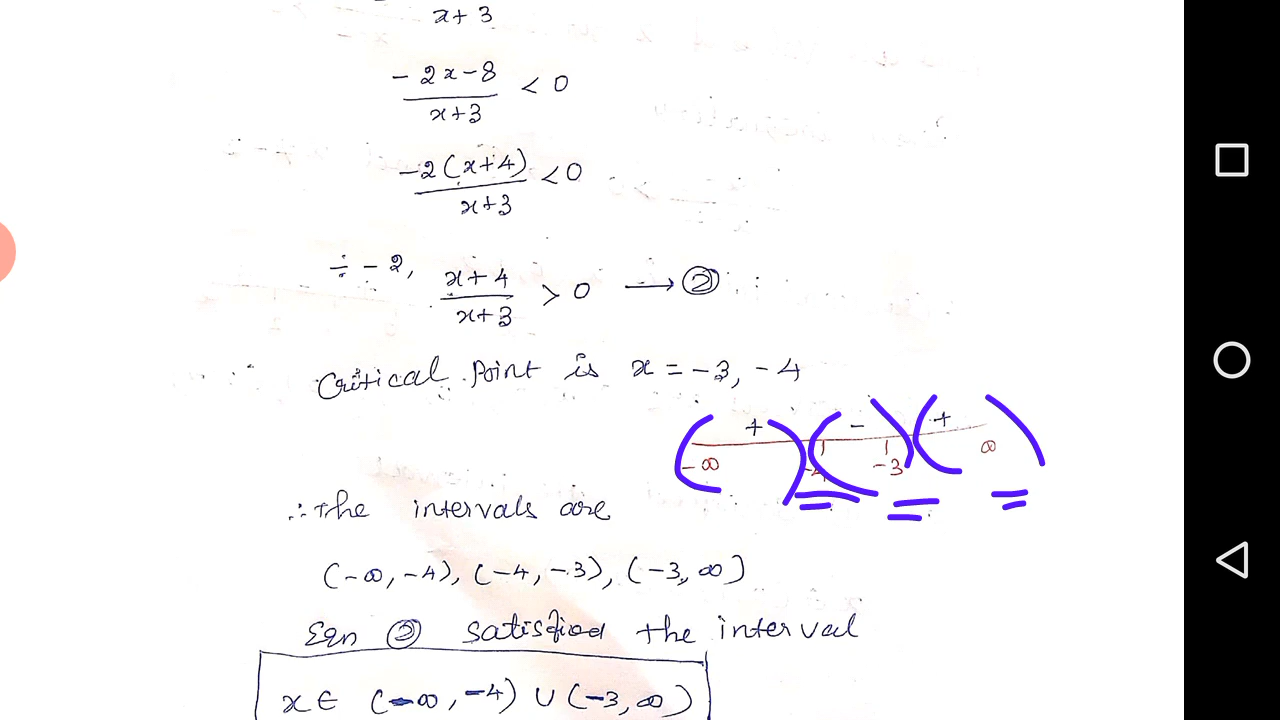 x+3
-2x-8
x+3
< 0
-2(x+4)
x+3
<0
÷ -2, x+4
x+3
> 0 → ②
Critical Point is x = -3, -4
+ - +
-∞ -4 -3 ∞
∴ The intervals are
(-∞, -4), (-4, -3), (-3, ∞)
Eqn ② satisfied the interval
x ∈ (-∞, -4) ∪ (-3, ∞)